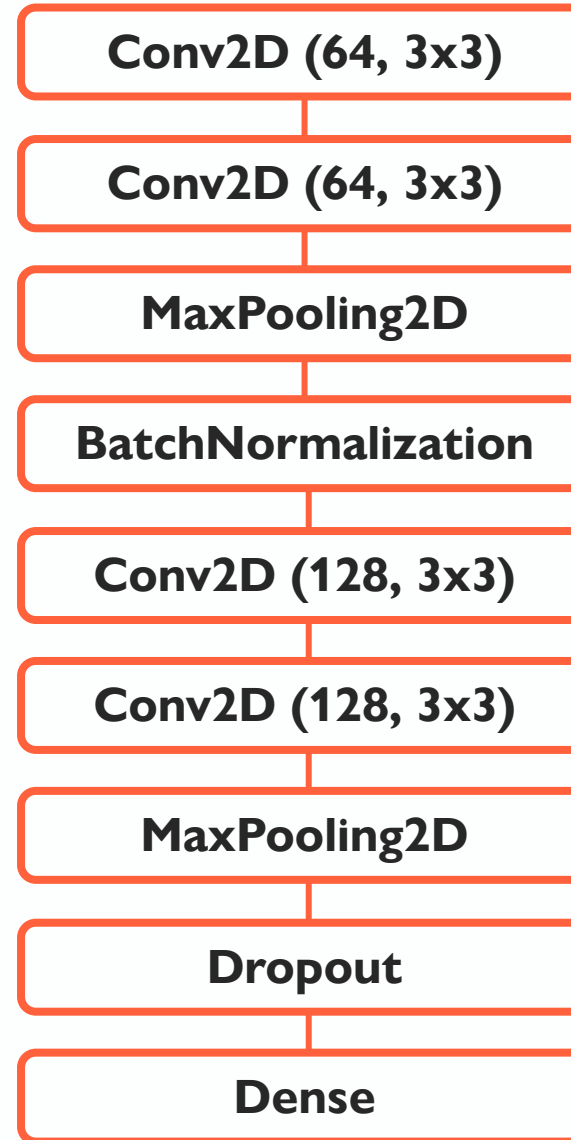 Conv2D (64, 3x3)
Conv2D (64, 3x3)
MaxPooling2D
BatchNormalization
Conv2D (128, 3x3)
Conv2D (128, 3x3)
MaxPooling2D
Dropout
Dense